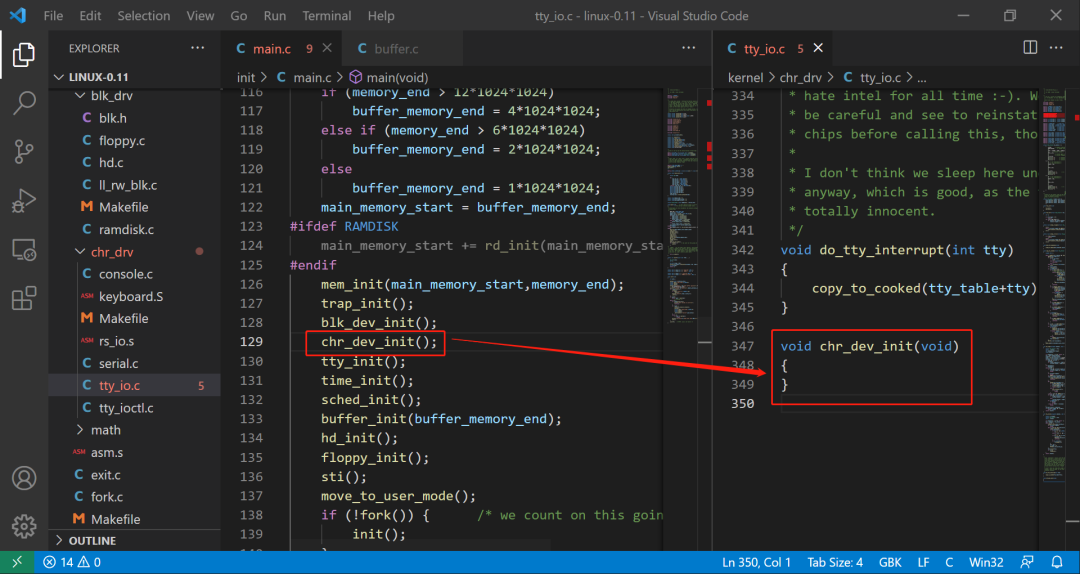 File Edit Selection View Go Run Terminal Help tty_io.c - linux-0.11 - Visual Studio Code
EXPLORER ...
LINUX-0.11
blk_drv
C blk.h
C floppy.c
C hd.c
C ll_rw_blk.c
M Makefile
C ramdisk.c
chr_drv
C console.c
ASM keyboard.S
M Makefile
ASM rs_io.s
C serial.c
C tty_io.c 5
C tty_ioctl.c
math
ASM asm.s
C exit.c
C fork.c
M Makefile
OUTLINE
C main.c 9 C buffer.c ...
init > C main.c > main(void)
116 if (memory_end > 12*1024*1024)
117 buffer_memory_end = 4*1024*1024;
118 else if (memory_end > 6*1024*1024)
119 buffer_memory_end = 2*1024*1024;
120 else
121 buffer_memory_end = 1*1024*1024;
122 main_memory_start = buffer_memory_end;
123 #ifdef RAMDISK
124 main_memory_start += rd_init(main_memory_sta
125 #endif
126 mem_init(main_memory_start,memory_end);
127 trap_init();
128 blk_dev_init();
129 chr_dev_init();
130 tty_init();
131 time_init();
132 sched_init();
133 buffer_init(buffer_memory_end);
134 hd_init();
135 floppy_init();
136 sti();
137 move_to_user_mode();
138 if (!fork()) { /* we count on this goin
139 init();
C tty_io.c 5 ...
kernel > chr_drv > C tty_io.c > ...
334 * hate intel for all time :-). W
335 * be careful and see to reinstat
336 * chips before calling this, tho
337 *
338 * I don't think we sleep here un
339 * anyway, which is good, as the
340 * totally innocent.
341 */
342 void do_tty_interrupt(int tty)
343 {
344 copy_to_cooked(tty_table+tty)
345 }
346
347 void chr_dev_init(void)
348 {
349 }
350
14 0 Ln 350, Col 1 Tab Size: 4 GBK LF C Win32